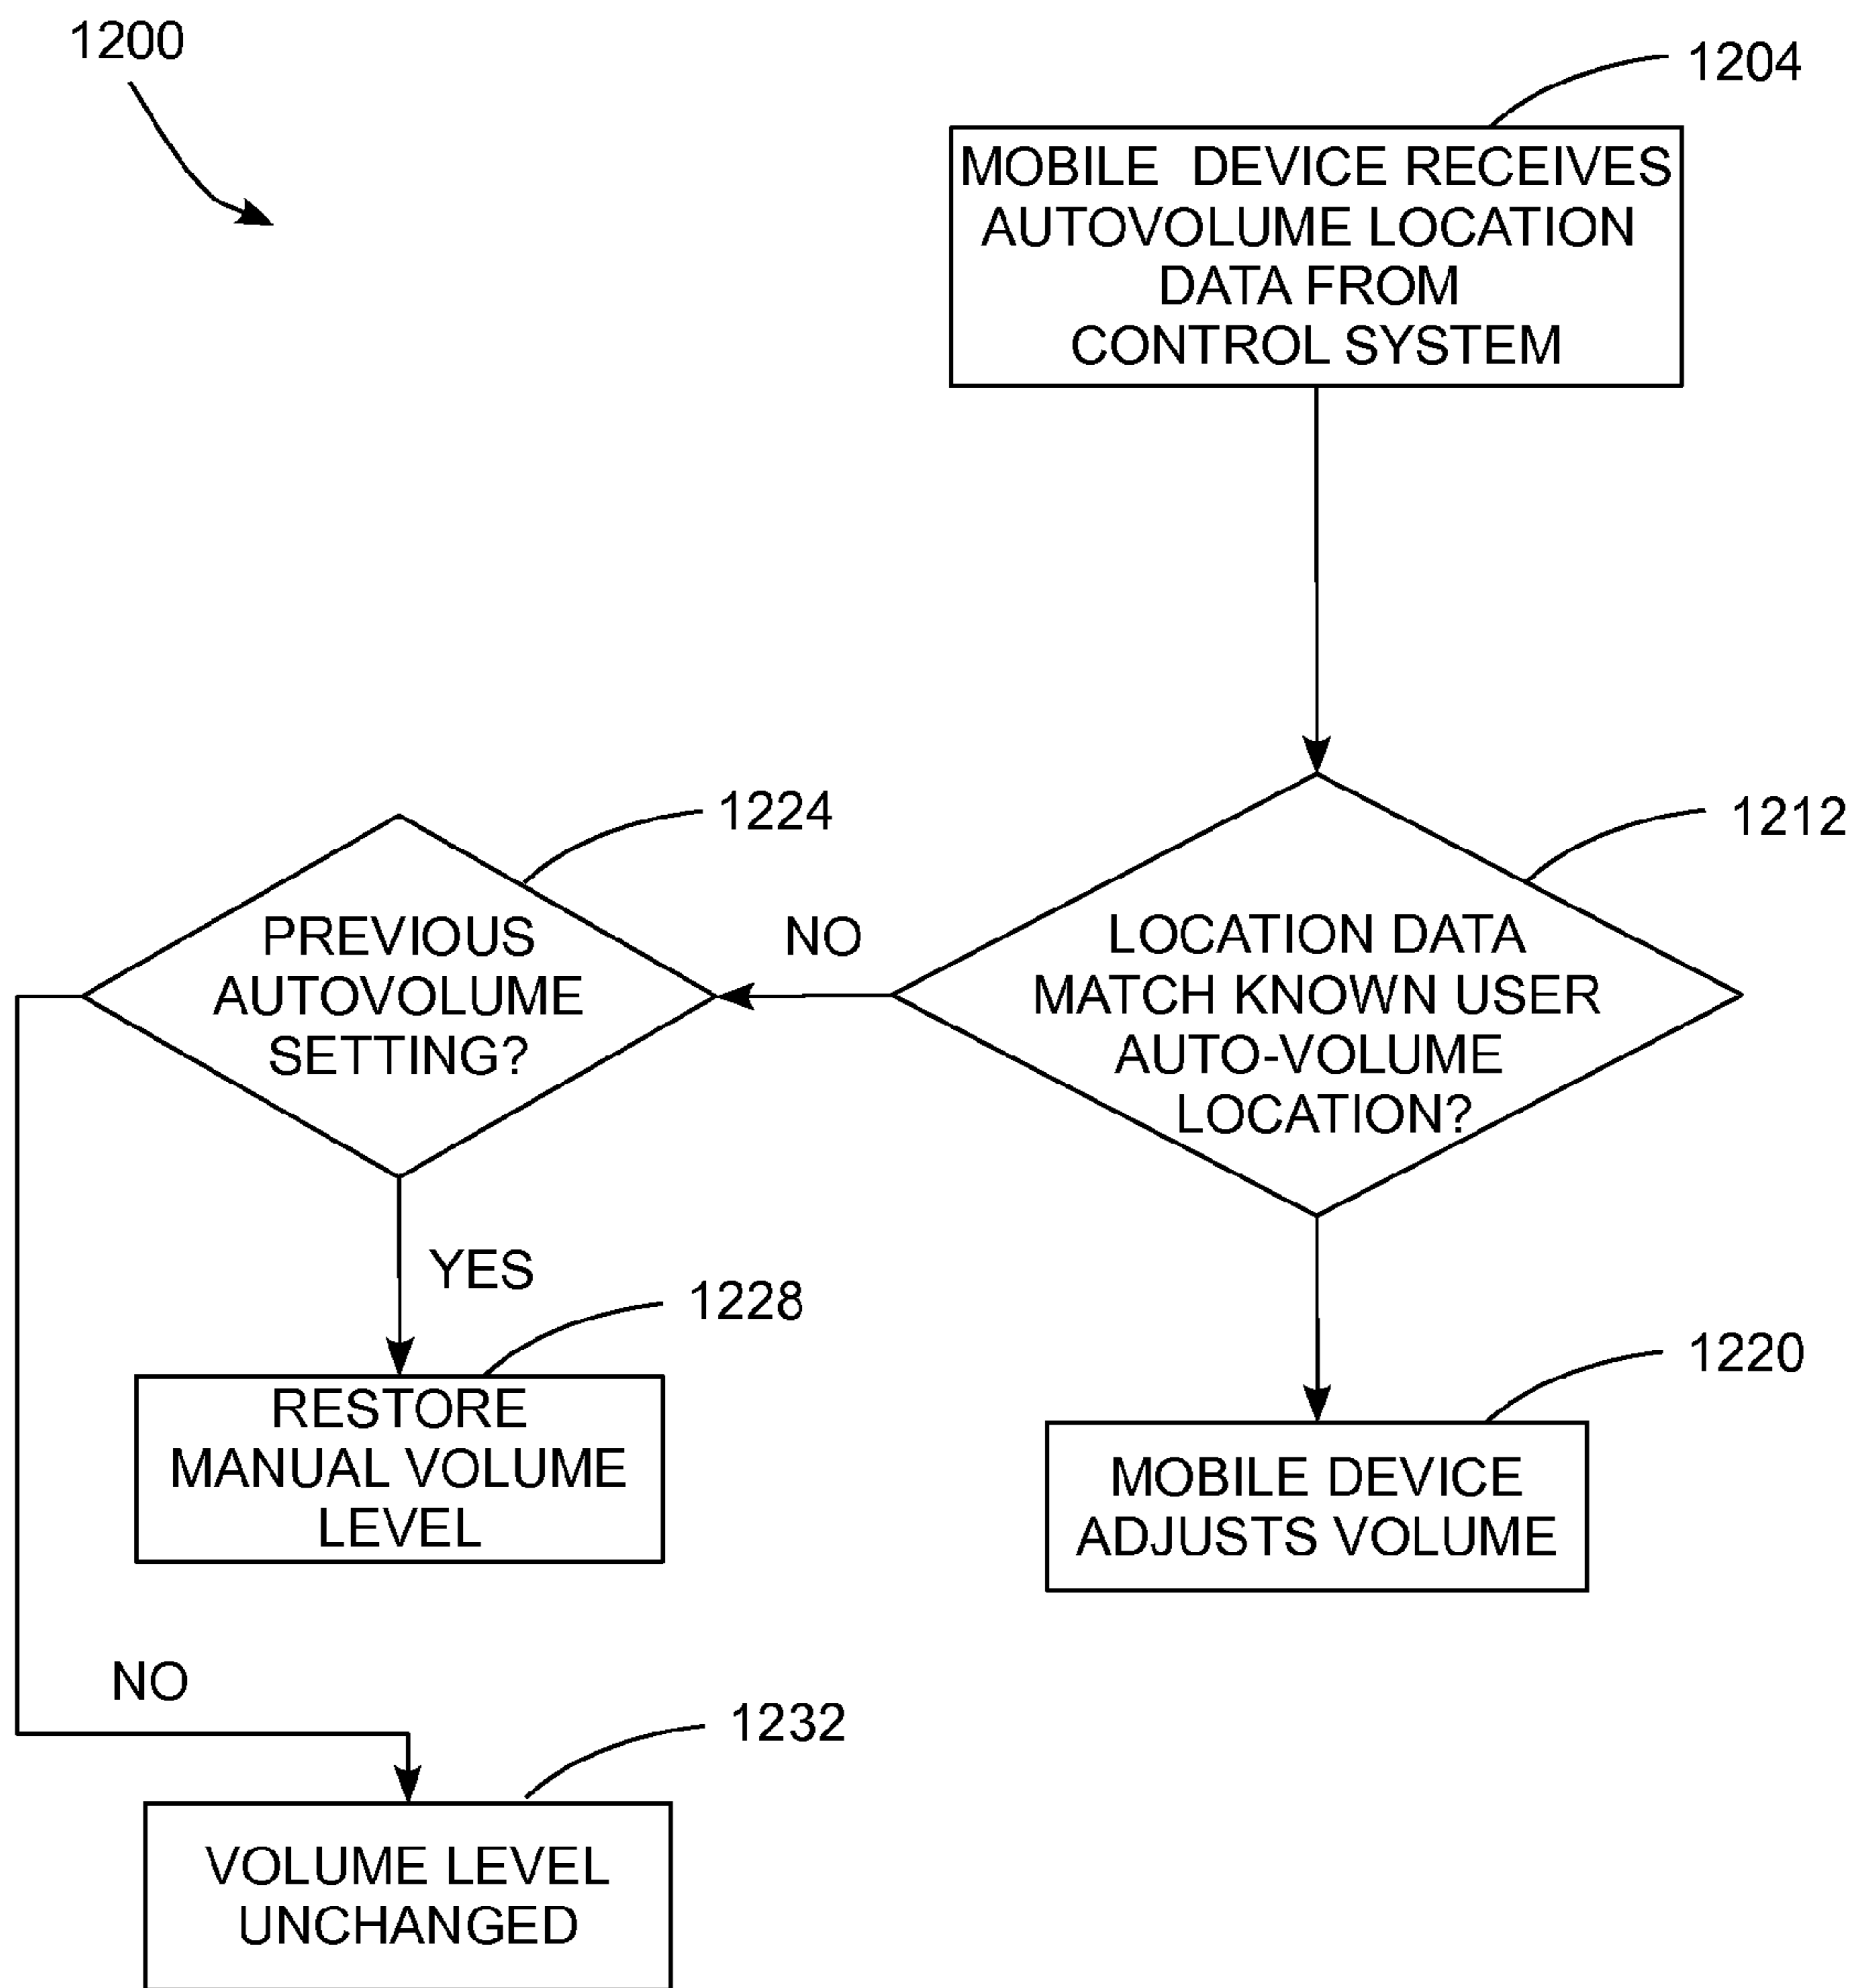 1200
1204
MOBILE DEVICE RECEIVES
AUTOVOLUME LOCATION
DATA FROM
CONTROL SYSTEM
1224
1212
PREVIOUS
AUTOVOLUME
SETTING?
NO
LOCATION DATA
MATCH KNOWN USER
AUTO-VOLUME
LOCATION?
YES
1228
1220
RESTORE
MANUAL VOLUME
LEVEL
MOBILE DEVICE
ADJUSTS VOLUME
NO
1232
VOLUME LEVEL
UNCHANGED